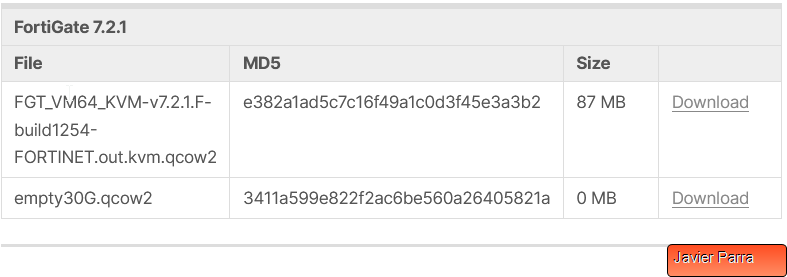 FortiGate 7.2.1
File MD5 Size
FGT_VM64_KVM-v7.2.1.F- e382a1ad5c7c16f49a1c0d3f45e3a3b2 87 MB Download
build1254-
FORTINET.out.kvm.qcow2
empty30G.qcow2 3411a599e822f2ac6be560a26405821a 0 MB Download
Javier Parra